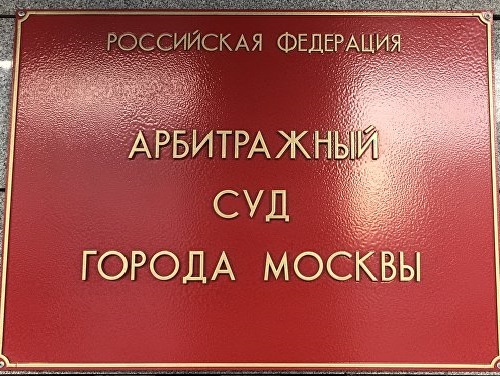 РОССИЙСКАЯ ФЕДЕРАЦИЯ
АРБИТРАЖНЫЙ
СУД
ГОРОДА МОСКВЫ